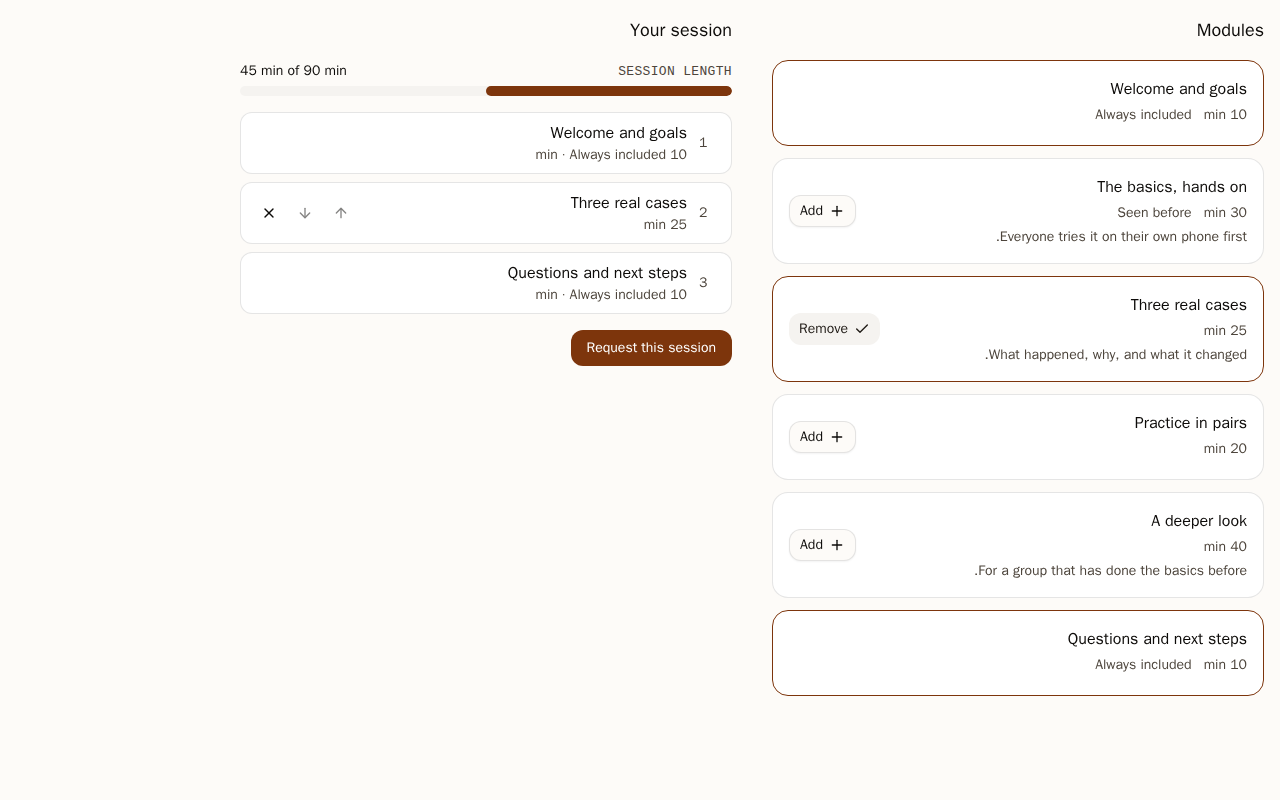 Modules
Welcome and goals
Always included min 10
The basics, hands on
Seen before min 30
.Everyone tries it on their own phone first
Add
Three real cases
min 25
.What happened, why, and what it changed
Remove
Practice in pairs
min 20
Add
A deeper look
min 40
.For a group that has done the basics before
Add
Questions and next steps
Always included min 10
Your session
SESSION LENGTH
45 min of 90 min
1
Welcome and goals
min · Always included 10
2
Three real cases
min 25
3
Questions and next steps
min · Always included 10
Request this session